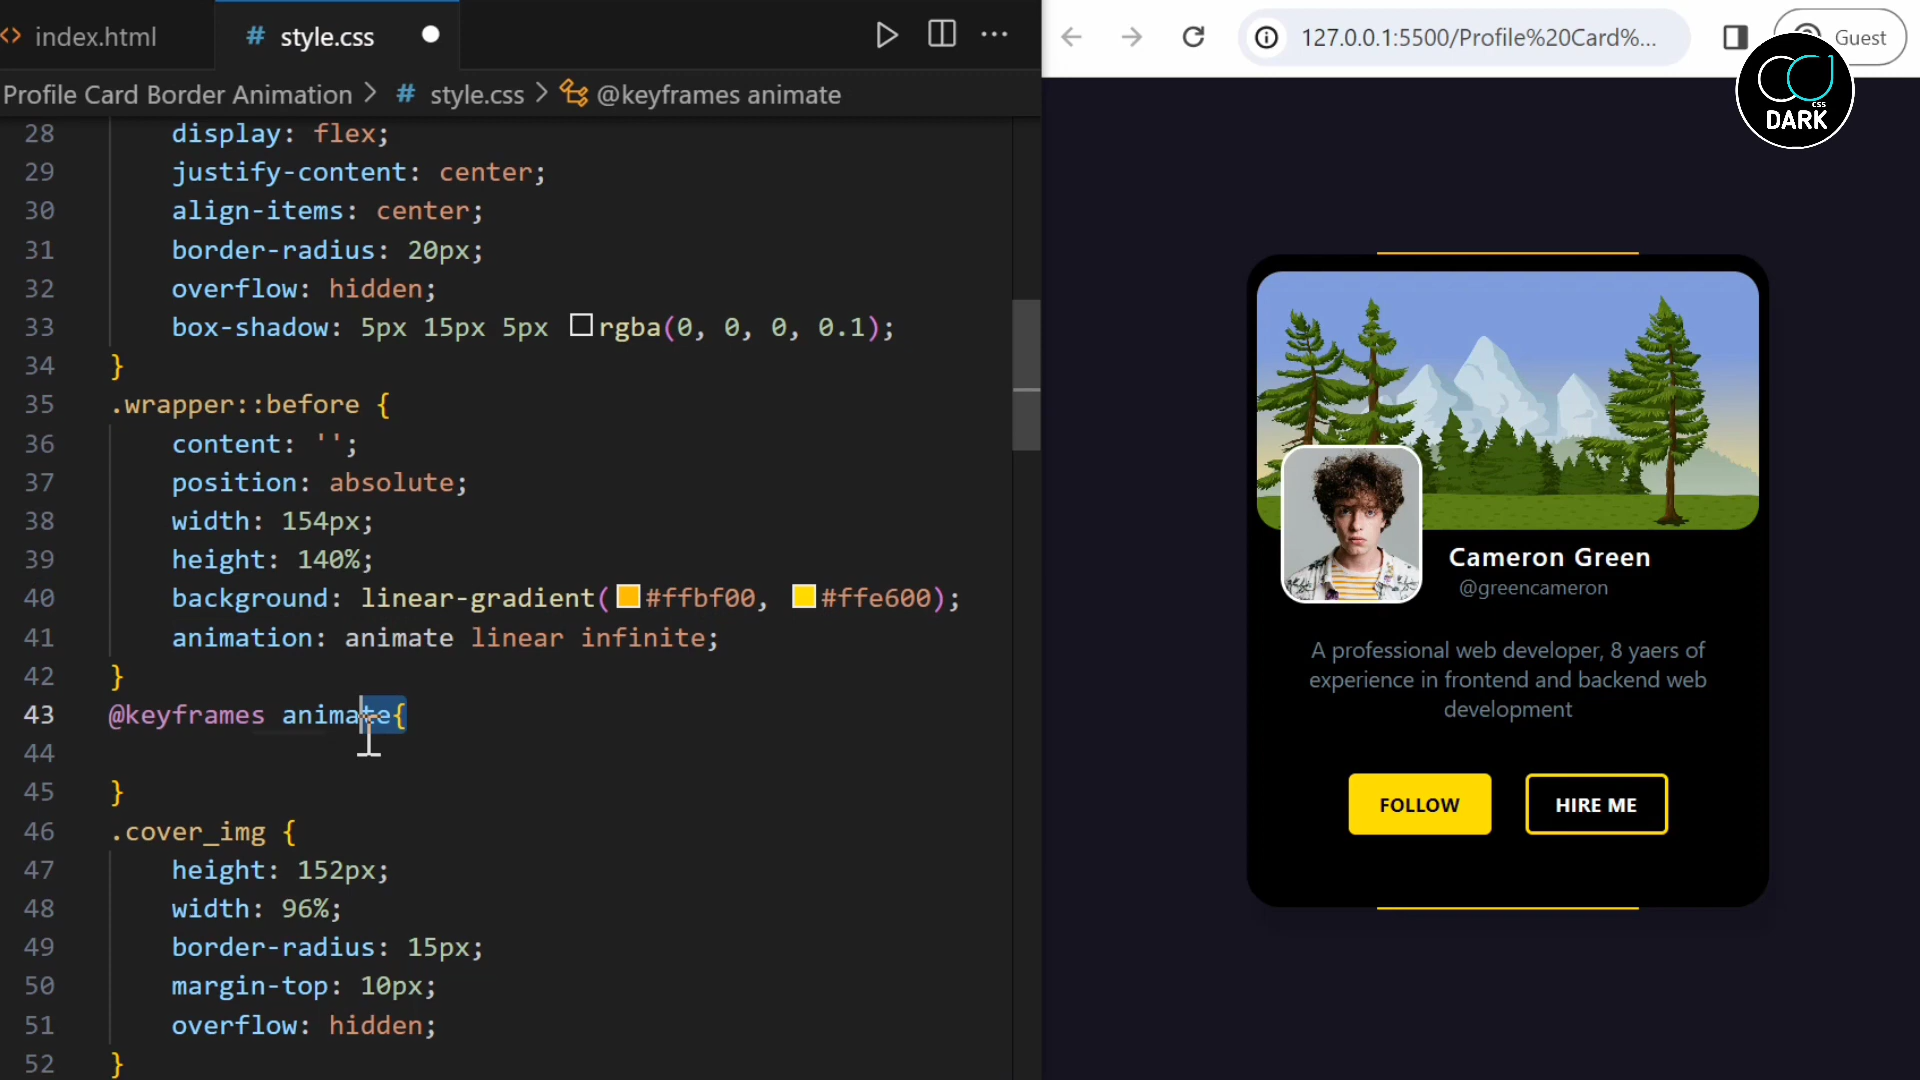 index.html
# style.css
Profile Card Border Animation > # style.css > @keyframes animate
28 display: flex;
29 justify-content: center;
30 align-items: center;
31 border-radius: 20px;
32 overflow: hidden;
33 box-shadow: 5px 15px 5px rgba(0, 0, 0, 0.1);
34 }
35 .wrapper::before {
36 content: '';
37 position: absolute;
38 width: 154px;
39 height: 140%;
40 background: linear-gradient(#ffbf00, #ffe600);
41 animation: animate linear infinite;
42 }
43 @keyframes animate{
44
45 }
46 .cover_img {
47 height: 152px;
48 width: 96%;
49 border-radius: 15px;
50 margin-top: 10px;
51 overflow: hidden;
52 }
127.0.0.1:5500/Profile%20Card%...
Guest
css
DARK
Cameron Green
@greencameron
A professional web developer, 8 yaers of
experience in frontend and backend web
development
FOLLOW
HIRE ME